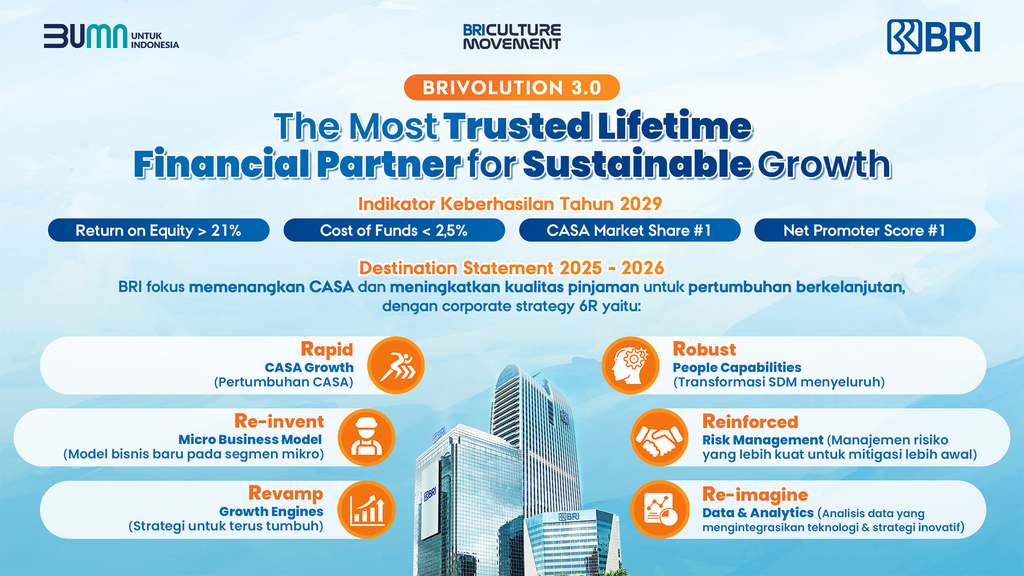 BUMN UNTUK
INDONESIA
BRICULTURE
MOVEMENT
BRI
BRIVOLUTION 3.0
The Most Trusted Lifetime
Financial Partner for Sustainable Growth
Indikator Keberhasilan Tahun 2029
Return on Equity > 21%
Cost of Funds < 2,5%
CASA Market Share #1
Net Promoter Score #1
Destination Statement 2025 - 2026
BRI fokus memenangkan CASA dan meningkatkan kualitas pinjaman untuk pertumbuhan berkelanjutan,
dengan corporate strategy 6R yaitu:
Rapid
CASA Growth
(Pertumbuhan CASA)
Re-invent
Micro Business Model
(Model bisnis baru pada segmen mikro)
Revamp
Growth Engines
(Strategi untuk terus tumbuh)
Robust
People Capabilities
(Transformasi SDM menyeluruh)
Reinforced
Risk Management (Manajemen risiko
yang lebih kuat untuk mitigasi lebih awal)
Re-imagine
Data & Analytics (Analisis data yang
mengintegrasikan teknologi & strategi inovatif)
BRI
BRI